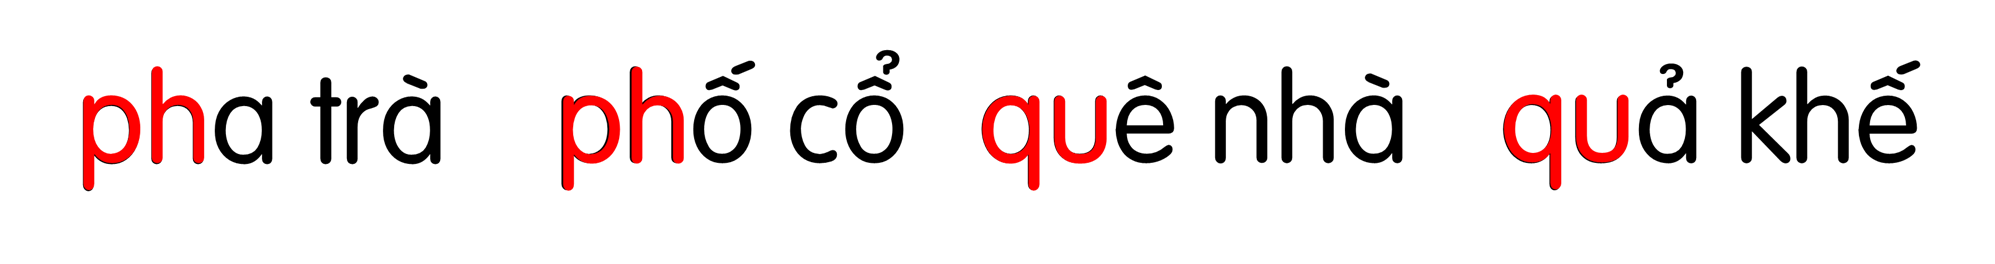 pha trà phố cổ quê nhà quả khế